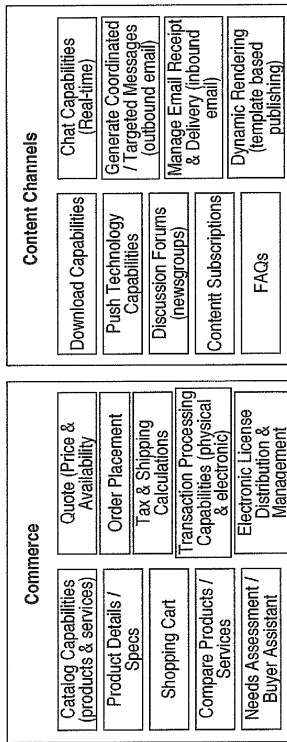 Commerce
Catalog Capabilities
(products & services)
Product Details /
Specs
Shopping Cart
Compare Products /
Services
Needs Assessment /
Buyer Assistant
Quote (Price &
Availability
Order Placement
Tax & Shipping
Calculations
Transaction Processing
Capabilities (physical
& electronic)
Electronic License
Distribution &
Management
Content Channels
Download Capabilities
Push Technology
Capabilities
Discussion Forums
(newsgroups)
Contentt Subscriptions
FAQs
Chat Capabilities
(Real-time)
Generate Coordinated
/ Targeted Messages
(outbound email)
Manage Email Receipt
& Delivery (inbound
email)
Dynamic Rendering
(template based
publishing)